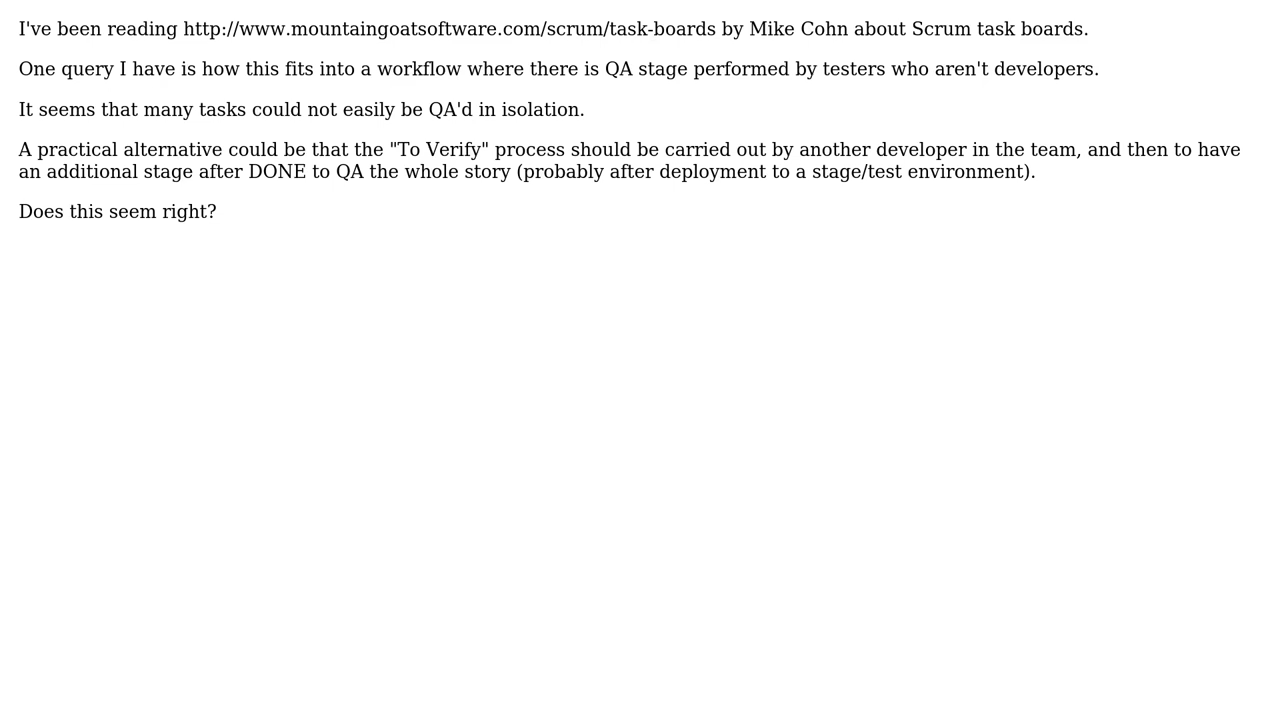 I've been reading http://www.mountaingoatsoftware.com/scrum/task-boards by Mike Cohn about Scrum task boards.
One query I have is how this fits into a workflow where there is QA stage performed by testers who aren't developers.
It seems that many tasks could not easily be QA'd in isolation.
A practical alternative could be that the "To Verify" process should be carried out by another developer in the team, and then to have
an additional stage after DONE to QA the whole story (probably after deployment to a stage/test environment).
Does this seem right?